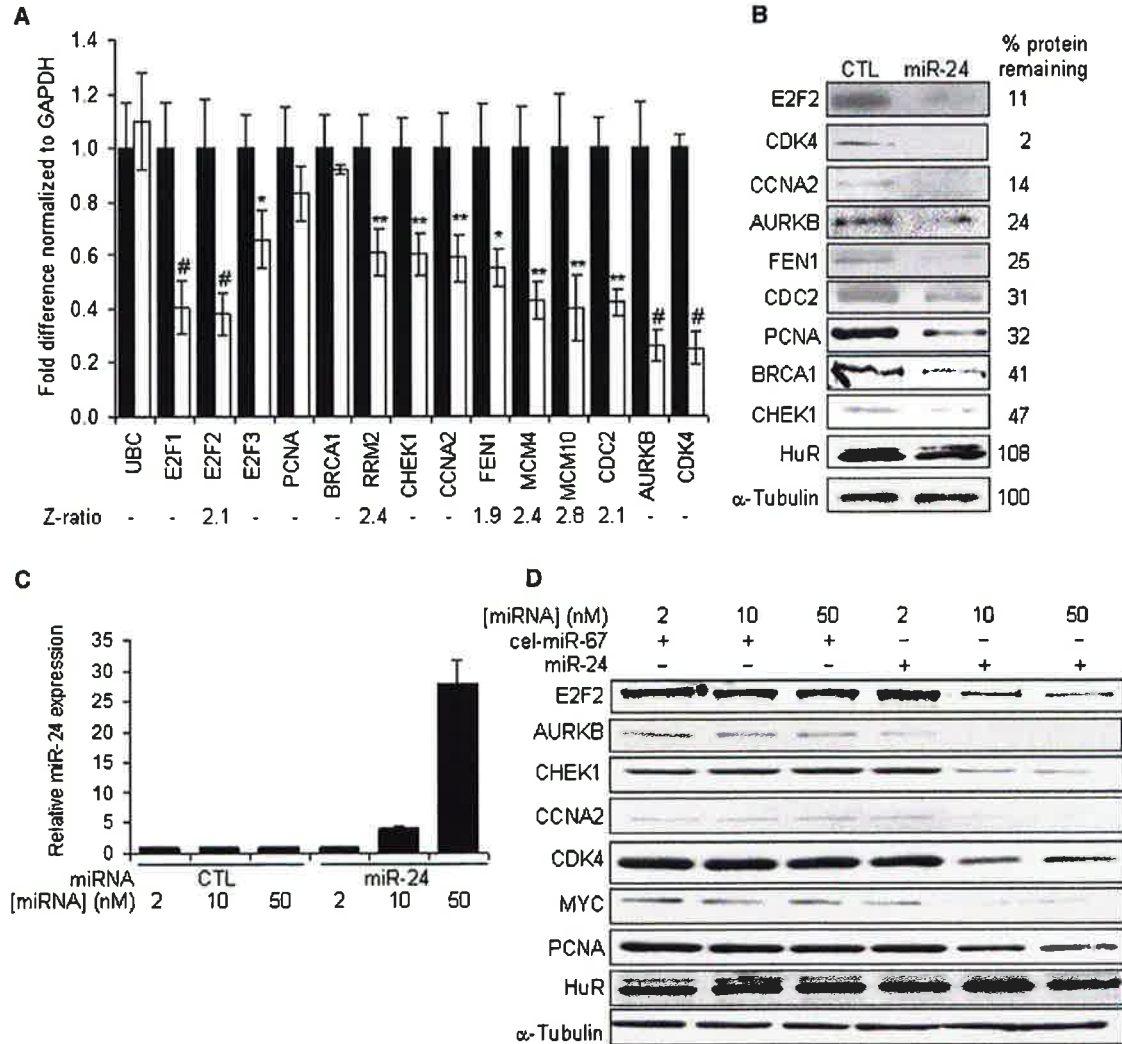 A
Fold difference normalized to GAPDH
1.4
1.2
1.0
0.8
0.6
0.4
0.2
0.0
# # * ** ** ** * ** ** ** # #
UBC E2F1 E2F2 E2F3 PCNA BRCA1 RRM2 CHEK1 CCNA2 FEN1 MCM4 MCM10 CDC2 AURKB CDK4
Z-ratio - - 2.1 - - - 2.4 - - 1.9 2.4 2.8 2.1 - -
B
% protein
CTL miR-24 remaining
E2F2 11
CDK4 2
CCNA2 14
AURKB 24
FEN1 25
CDC2 31
PCNA 32
BRCA1 41
CHEK1 47
HuR 108
α-Tubulin 100
C
Relative miR-24 expression
35
30
25
20
15
10
5
0
miRNA CTL miR-24
[miRNA] (nM) 2 10 50 2 10 50
D
[miRNA] (nM) 2 10 50 2 10 50
cel-miR-67 + + + - - -
miR-24 - - - + + +
E2F2
AURKB
CHEK1
CCNA2
CDK4
MYC
PCNA
HuR
α-Tubulin